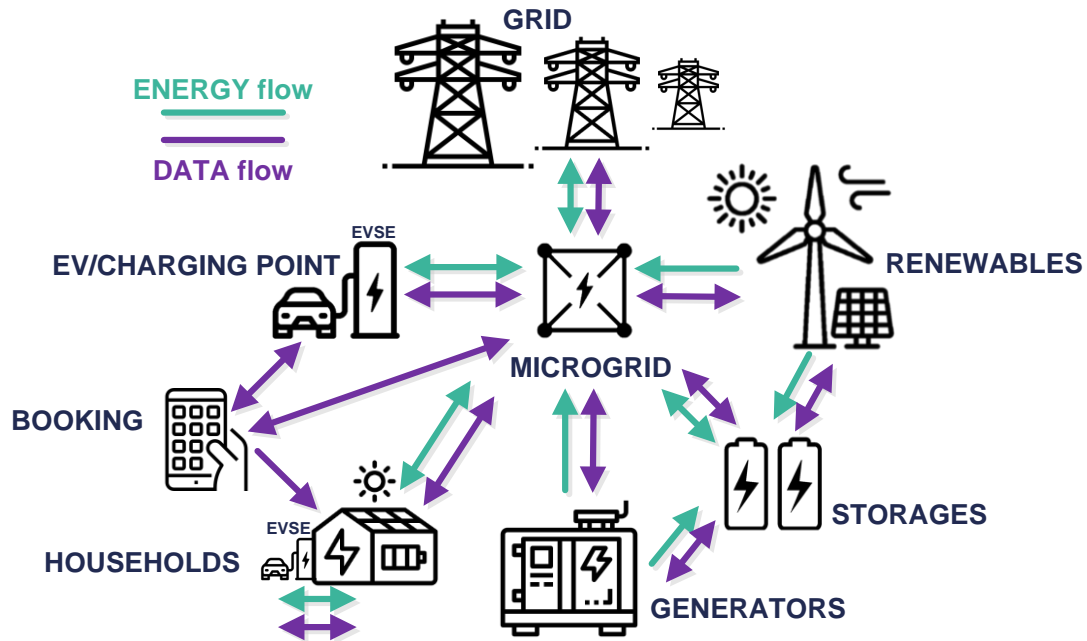 GRID
ENERGY flow
DATA flow
EVSE
EV/CHARGING POINT
RENEWABLES
MICROGRID
BOOKING
STORAGES
EVSE
HOUSEHOLDS
GENERATORS